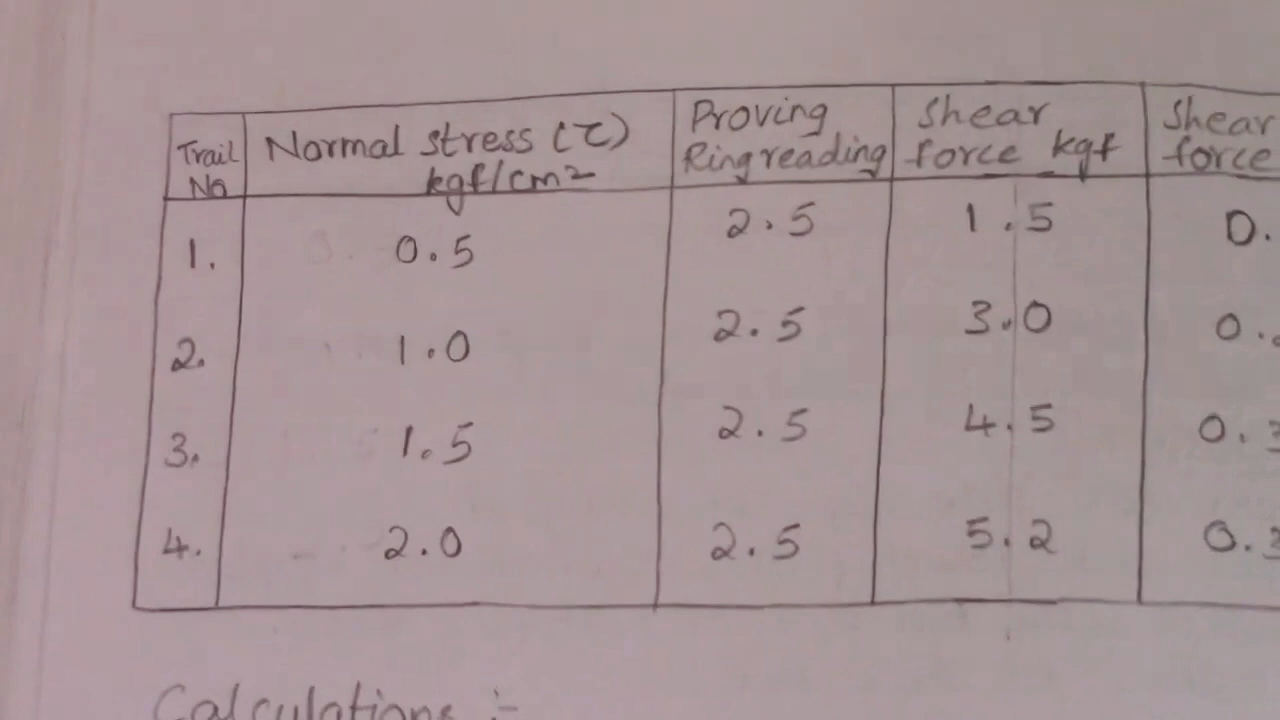 Trail No | Normal stress (τ) kgf/cm² | Proving Ring reading | Shear force kgf | Shear force
1. | 0.5 | 2.5 | 1.5 | 0.
2. | 1.0 | 2.5 | 3.0 | 0.
3. | 1.5 | 2.5 | 4.5 | 0.3
4. | 2.0 | 2.5 | 5.2 | 0.3
Calculations :-